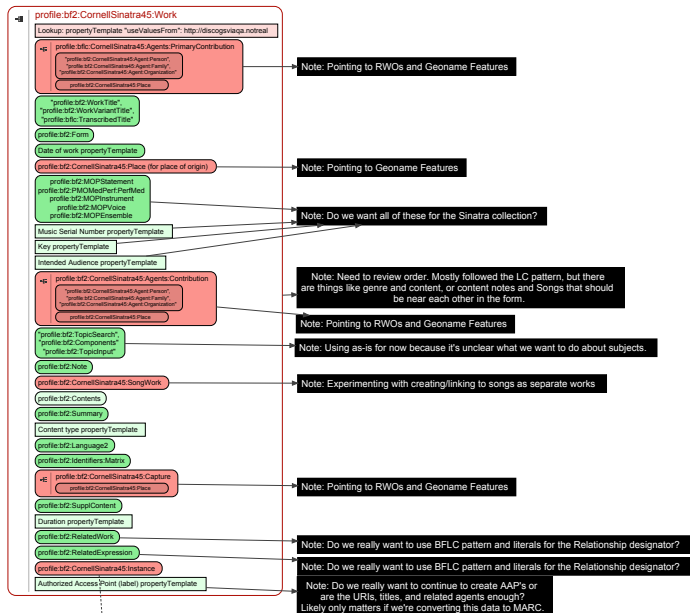 profile:bf2:CornellSinatra45:Work
Lookup: propertyTemplate "useValuesFrom": http://discogsviaqa.notreal
profile:bflc:CornellSinatra45:Agents:PrimaryContribution
"profile:bf2:CornellSinatra45:Agent:Person",
"profile:bf2:CornellSinatra45:Agent:Family",
"profile:bf2:CornellSinatra45:Agent:Organization"
profile:bf2:CornellSinatra45:Place
Note: Pointing to RWOs and Geoname Features
"profile:bf2:WorkTitle",
"profile:bf2:WorkVariantTitle",
"profile:bflc:TranscribedTitle"
profile:bf2:Form
Date of work propertyTemplate
profile:bf2:CornellSinatra45:Place (for place of origin)
Note: Pointing to Geoname Features
profile:bf2:MOPStatement
profile:bf2:PMOMedPerf:PerfMed
profile:bf2:MOPInstrument
profile:bf2:MOPVoice
profile:bf2:MOPEnsemble
Note: Do we want all of these for the Sinatra collection?
Music Serial Number propertyTemplate
Key propertyTemplate
Intended Audience propertyTemplate
profile:bf2:CornellSinatra45:Agents:Contribution
"profile:bf2:CornellSinatra45:Agent:Person",
"profile:bf2:CornellSinatra45:Agent:Family",
"profile:bf2:CornellSinatra45:Agent:Organization"
profile:bf2:CornellSinatra45:Place
Note: Need to review order. Mostly followed the LC pattern, but there
are things like genre and content, or content notes and Songs that should
be near each other in the form.
Note: Pointing to RWOs and Geoname Features
"profile:bf2:TopicSearch",
"profile:bf2:Components"
"profile:bf2:TopicInput"
Note: Using as-is for now because it's unclear what we want to do about subjects.
profile:bf2:Note
profile:bf2:CornellSinatra45:SongWork
Note: Experimenting with creating/linking to songs as separate works
profile:bf2:Contents
profile:bf2:Summary
Content type propertyTemplate
profile:bf2:Language2
profile:bf2:Identifiers:Matrix
profile:bf2:CornellSinatra45:Capture
profile:bf2:CornellSinatra45:Place
Note: Pointing to RWOs and Geoname Features
profile:bf2:SupplContent
Duration propertyTemplate
profile:bf2:RelatedWork
Note: Do we really want to use BFLC pattern and literals for the Relationship designator?
profile:bf2:RelatedExpression
Note: Do we really want to use BFLC pattern and literals for the Relationship designator?
profile:bf2:CornellSinatra45:Instance
Authorized Access Point (label) propertyTemplate
Note: Do we really want to continue to create AAP's or
are the URIs, titles, and related agents enough?
Likely only matters if we're converting this data to MARC.